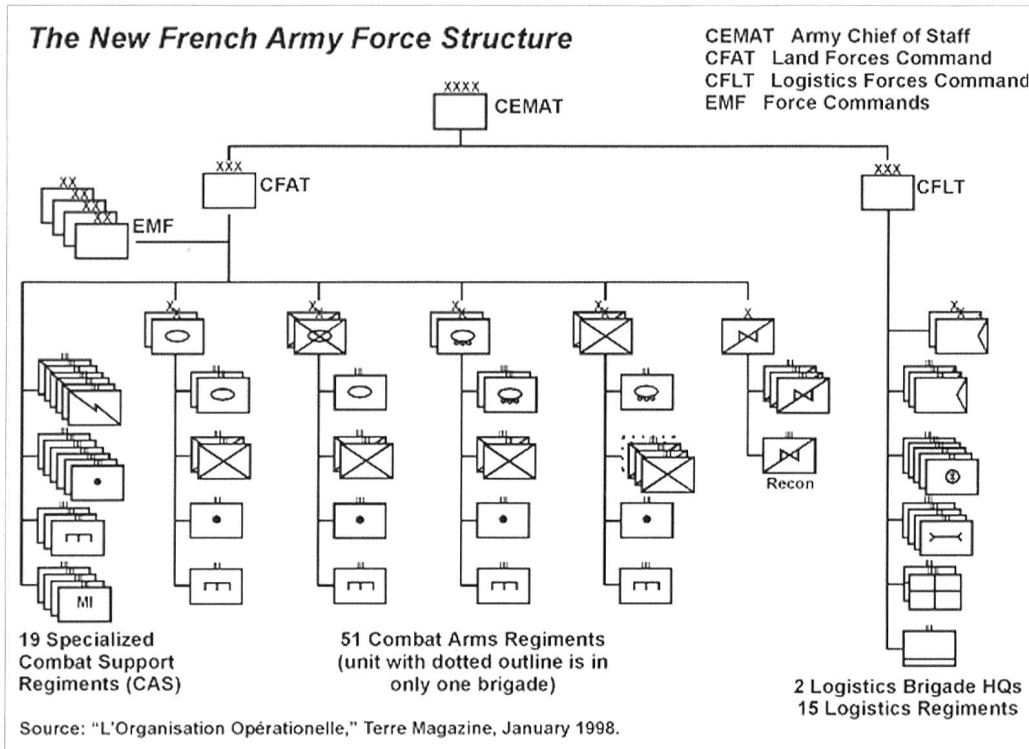 The New French Army Force Structure
CEMAT Army Chief of Staff
CFAT Land Forces Command
CFLT Logistics Forces Command
EMF Force Commands
XXXX
CEMAT
XXX
CFAT
XXX
CFLT
XX
XX
XX
XX
EMF
X
X
X
X
X
X
X
X
X
X
X
Recon
MI
19 Specialized
Combat Support
Regiments (CAS)
51 Combat Arms Regiments
(unit with dotted outline is in
only one brigade)
2 Logistics Brigade HQs
15 Logistics Regiments
Source: “L'Organisation Opérationelle,” Terre Magazine, January 1998.